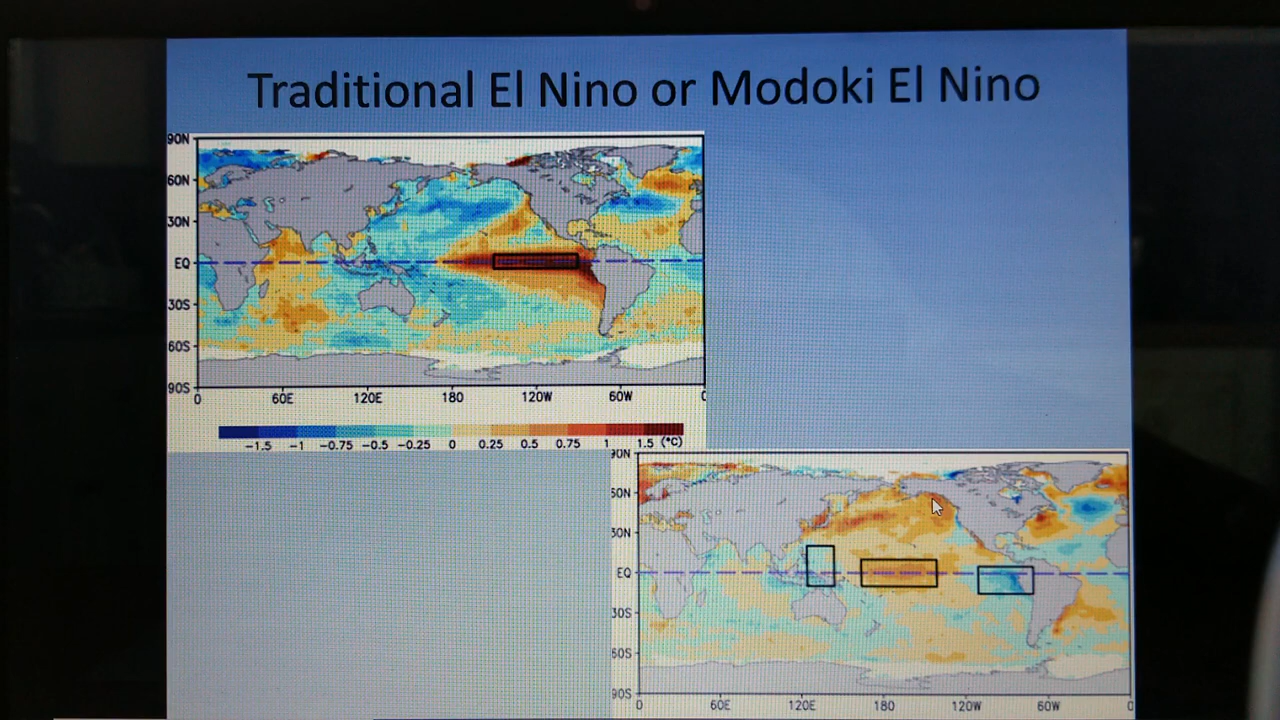 Traditional El Nino or Modoki El Nino
90N
60N
30N
EQ
30S
60S
90S
0 60E 120E 180 120W 60W 0
-1.5 -1 -0.75 -0.5 -0.25 0 0.25 0.5 0.75 1 1.5 (°C)
90N
60N
30N
EQ
30S
60S
90S
0 60E 120E 180 120W 60W 0